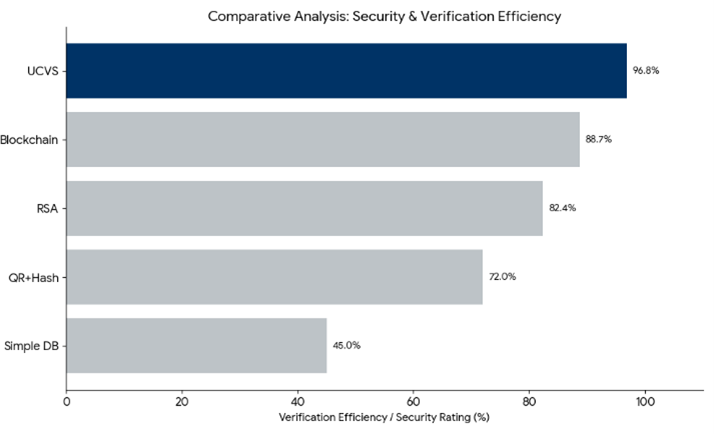 Comparative Analysis: Security & Verification Efficiency
UCVS
96.8%
Blockchain
88.7%
RSA
82.4%
QR+Hash
72.0%
Simple DB
45.0%
0 20 40 60 80 100
Verification Efficiency / Security Rating (%)